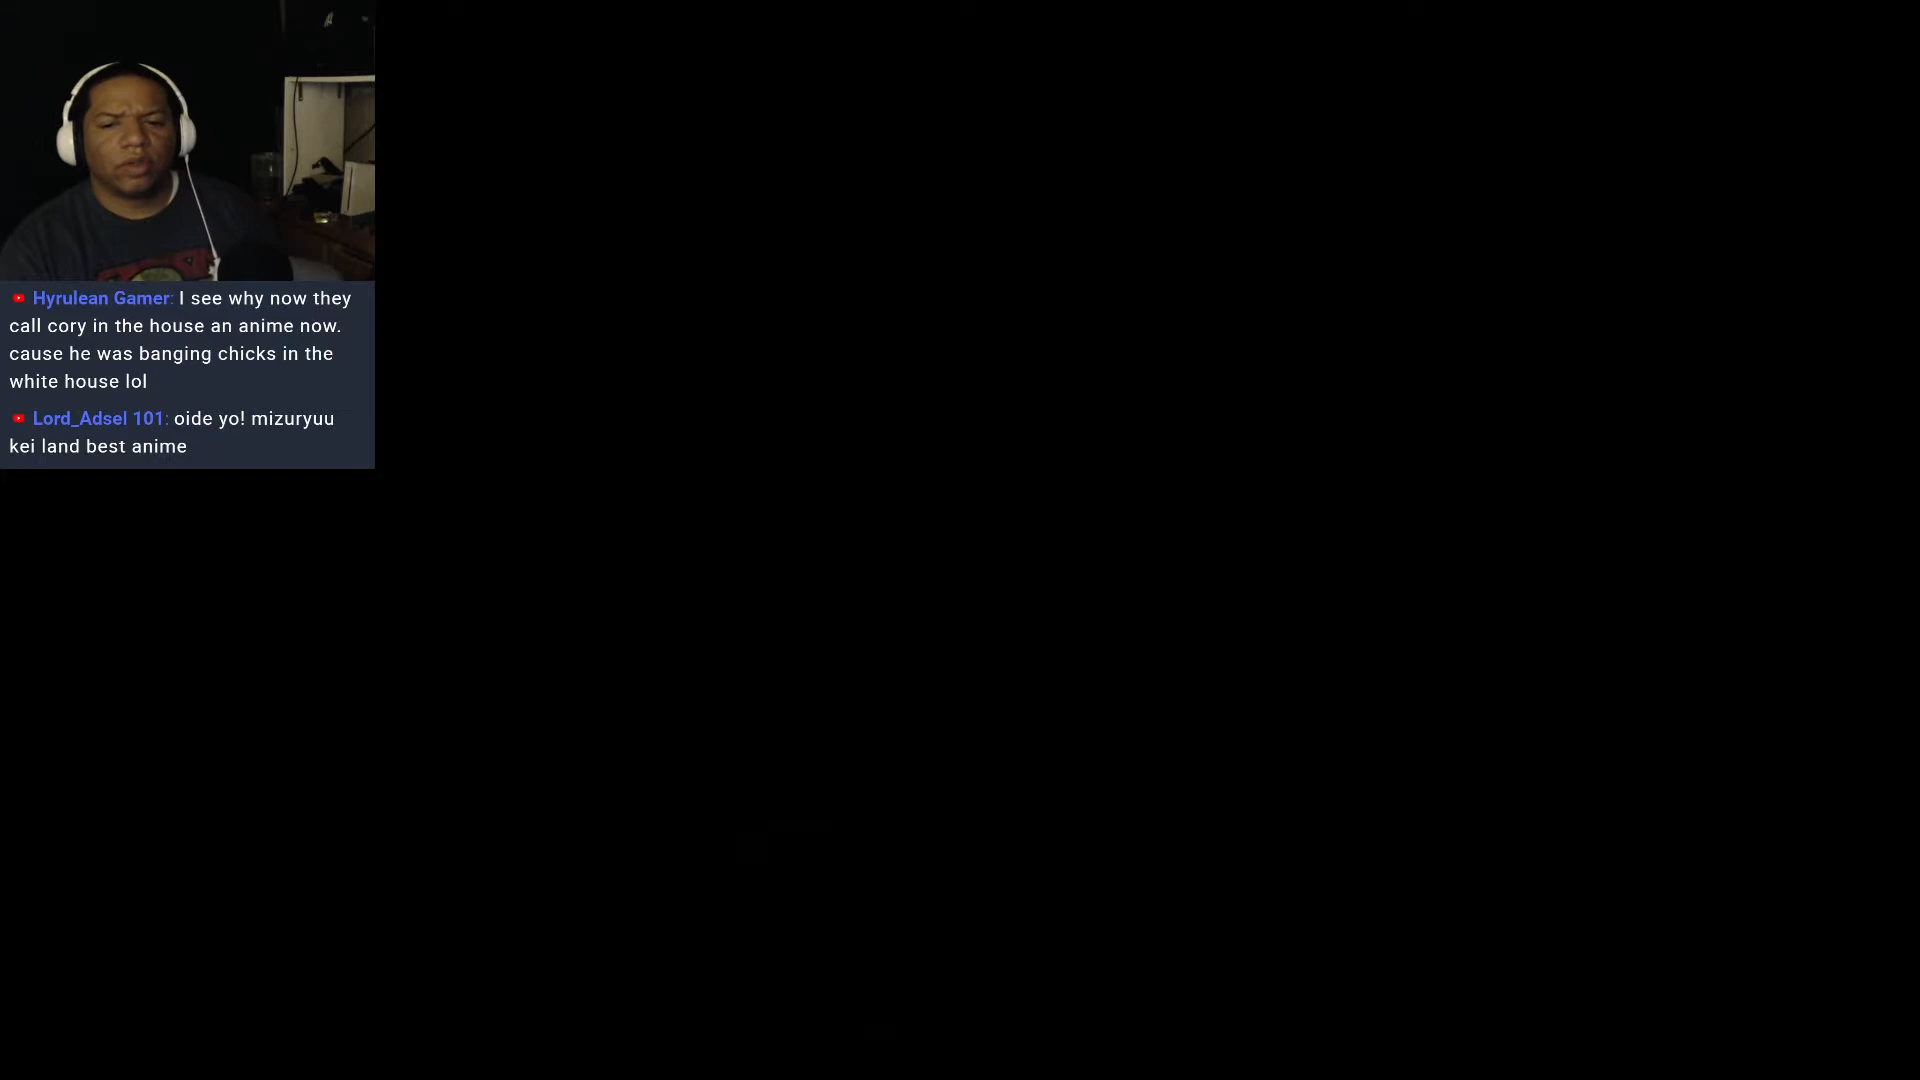 Hyrulean Gamer: I see why now they
call cory in the house an anime now.
cause he was banging chicks in the
white house lol
Lord_Adsel 101: oide yo! mizuryuu
kei land best anime